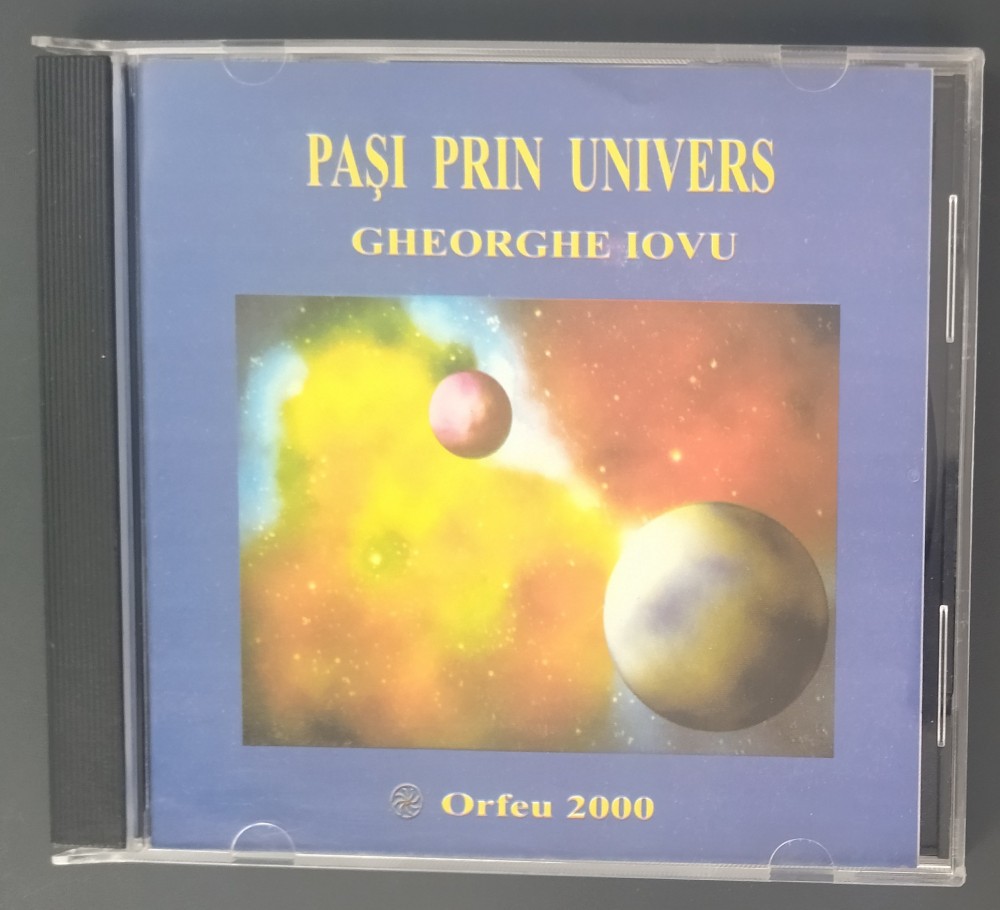 PAŞI PRIN UNIVERS
GHEORGHE IOVU
Orfeu 2000